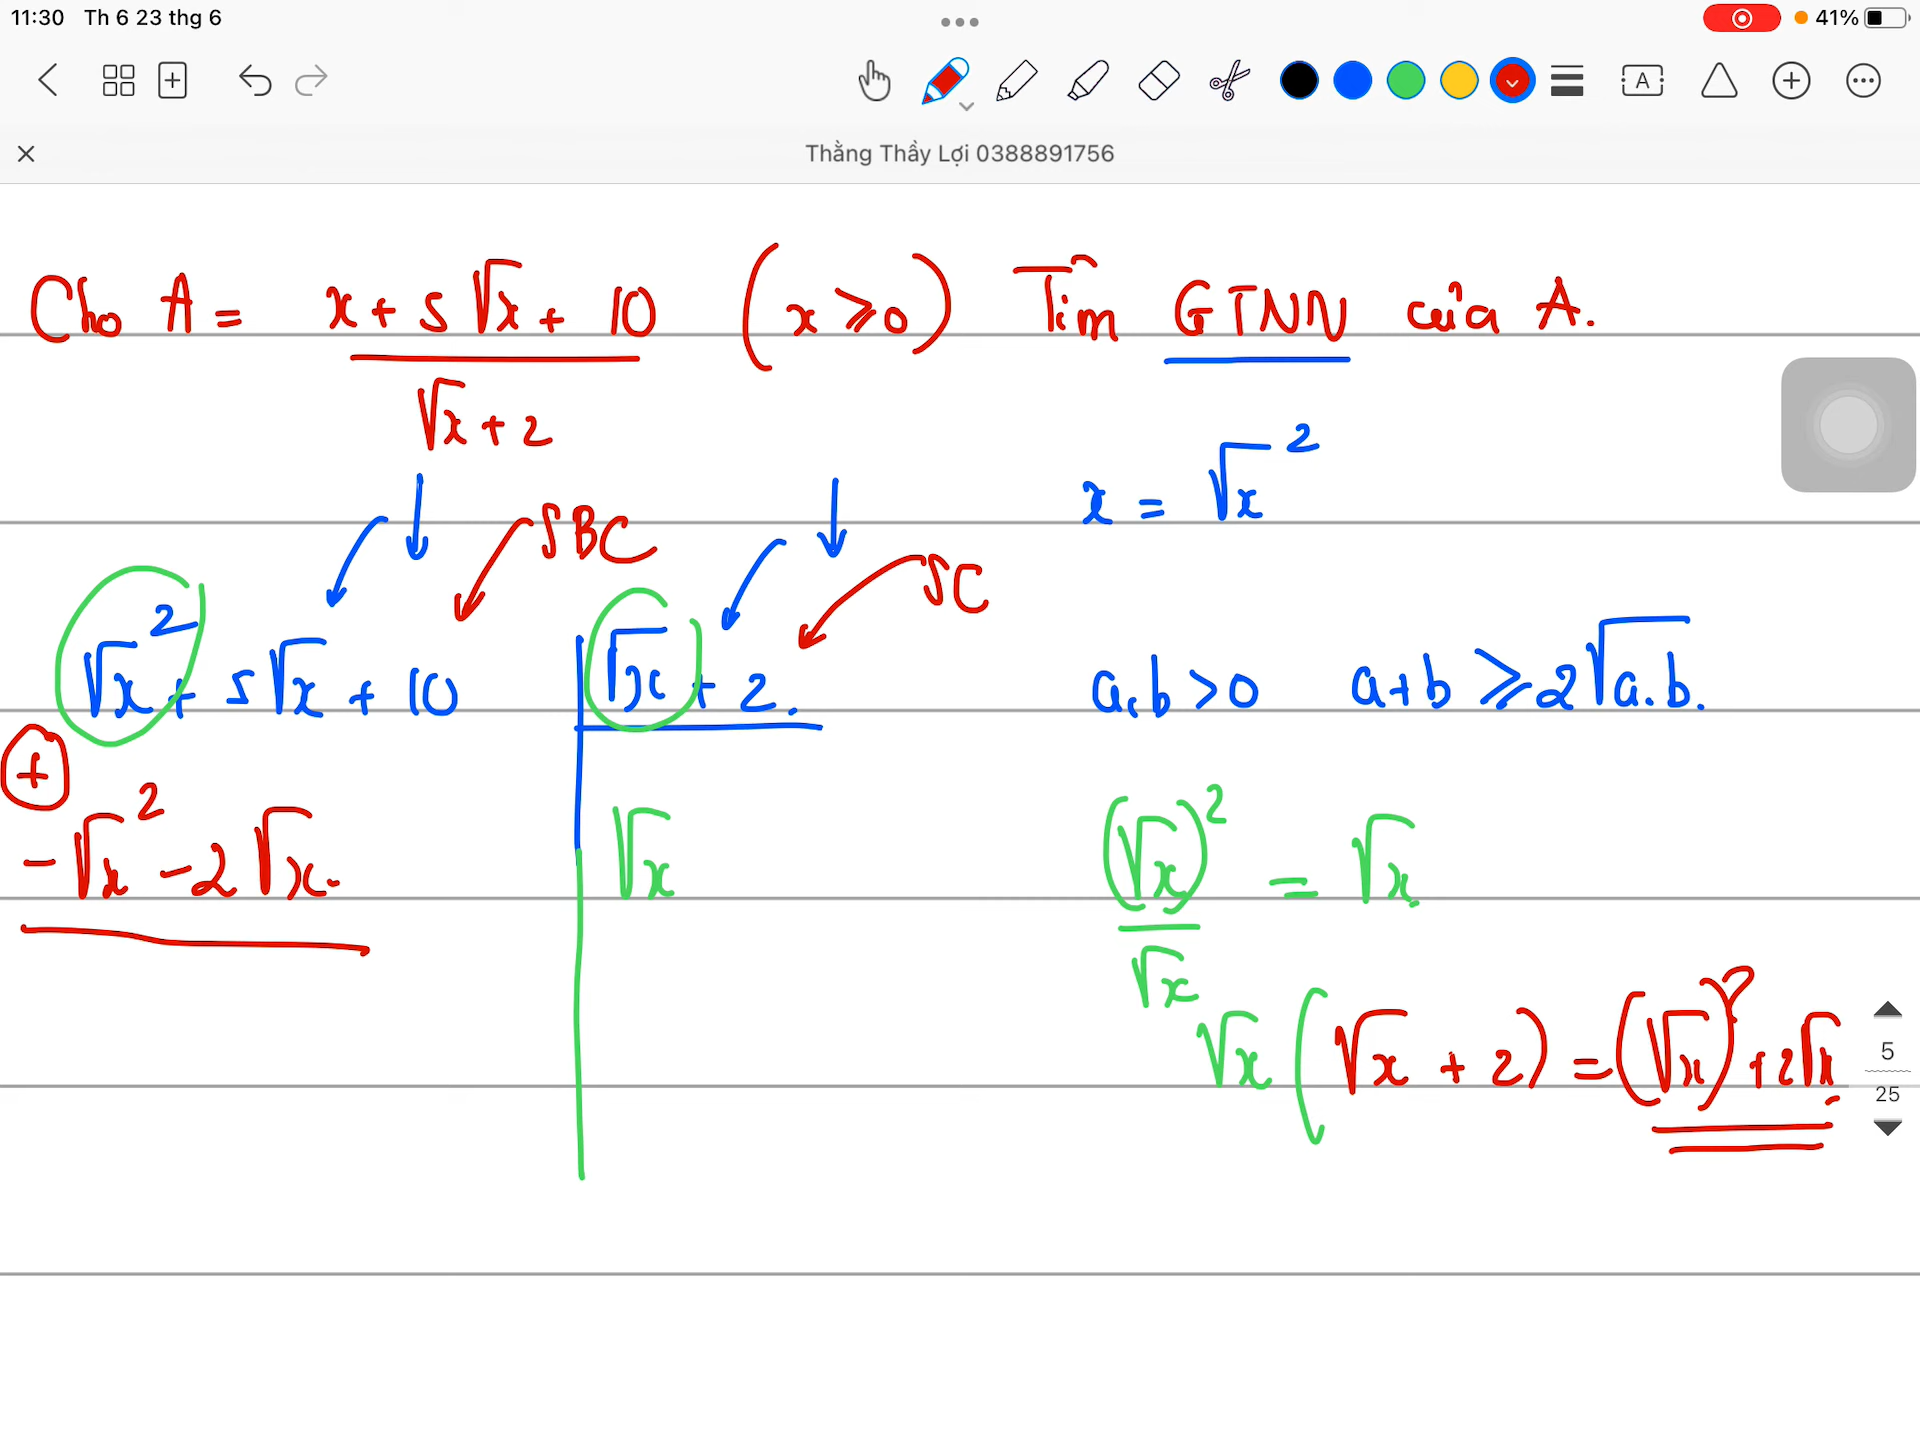 11:30 Th 6 23 thg 6
41%
A
Thằng Thầy Lợi 0388891756
Cho A = x + 5√x + 10 (x ≥ 0) Tìm GTNN của A.
√x + 2
x = √x²
SBC
SC
√x² + 5√x + 10
√x + 2.
a,b > 0 a+b ≥ 2√a.b.
+
-√x² - 2√x.
√x
(√x)² = √x.
√x
√x (√x + 2) = (√x)² + 2√x
5
25